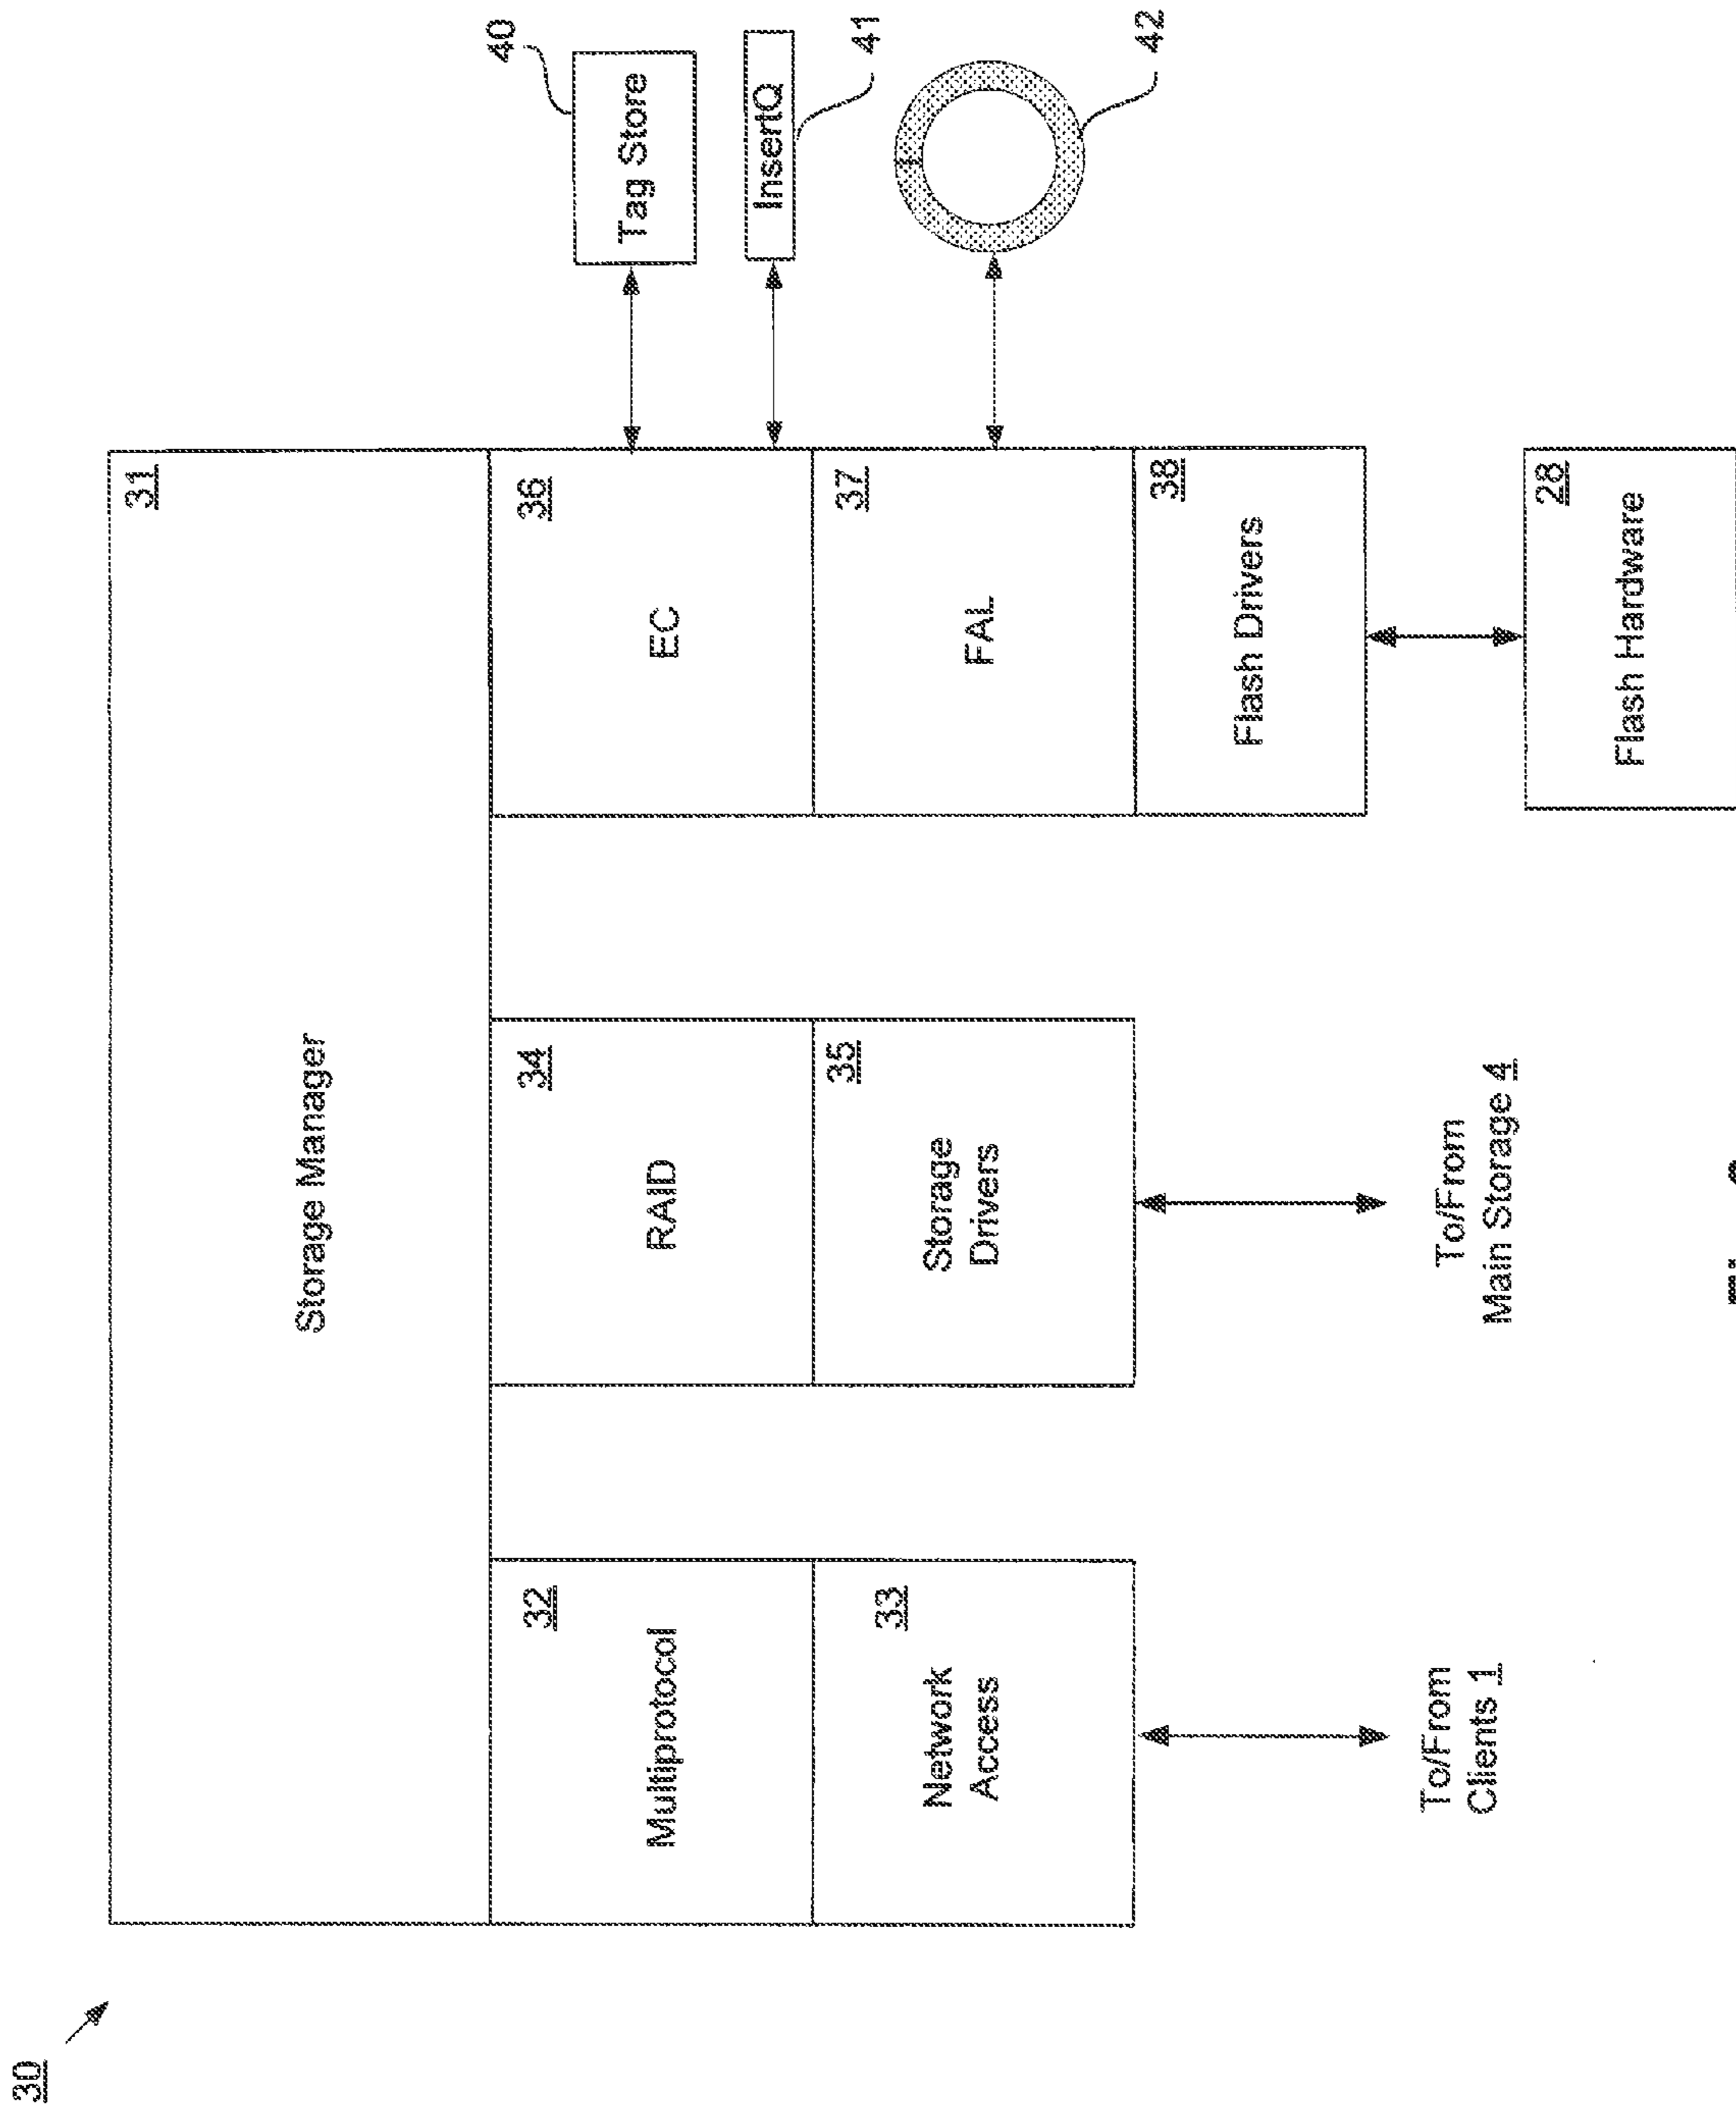 30
Storage Manager
31
Multiprotocol
32
Network
Access
33
RAID
34
Storage
Drivers
35
EC
36
FAL
37
Flash Drivers
38
Tag Store
40
InsertQ
41
42
To/From
Clients 1
To/From
Main Storage 4
Flash Hardware
28